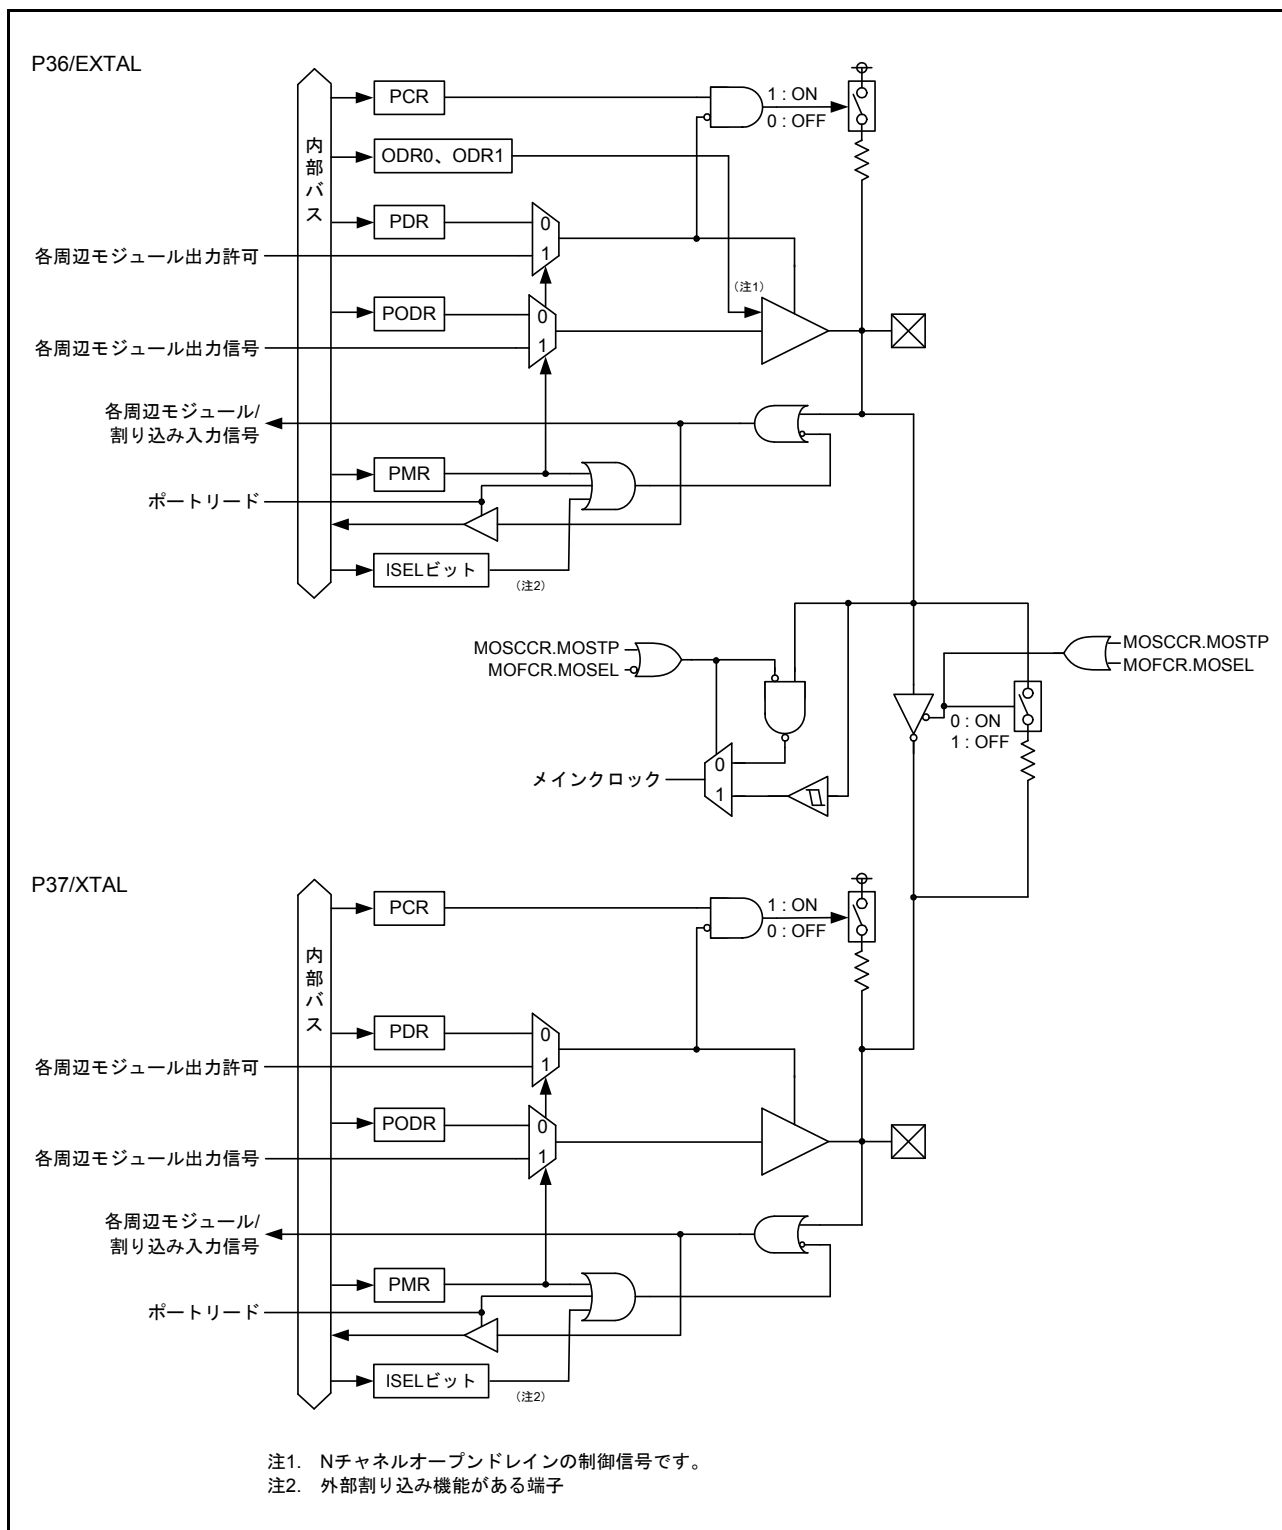 P36/EXTAL
内部バス
PCR
1 : ON
0 : OFF
ODR0、ODR1
PDR
0
1
各周辺モジュール出力許可
(注1)
PODR
0
1
各周辺モジュール出力信号
各周辺モジュール/
割り込み入力信号
PMR
ポートリード
ISELビット
(注2)
MOSCCR.MOSTP
MOFCR.MOSEL
MOSCCR.MOSTP
MOFCR.MOSEL
0 : ON
1 : OFF
メインクロック
0
1
P37/XTAL
内部バス
PCR
1 : ON
0 : OFF
PDR
0
1
各周辺モジュール出力許可
PODR
0
1
各周辺モジュール出力信号
各周辺モジュール/
割り込み入力信号
PMR
ポートリード
ISELビット
(注2)
注1. Nチャネルオープンドレインの制御信号です。
注2. 外部割り込み機能がある端子